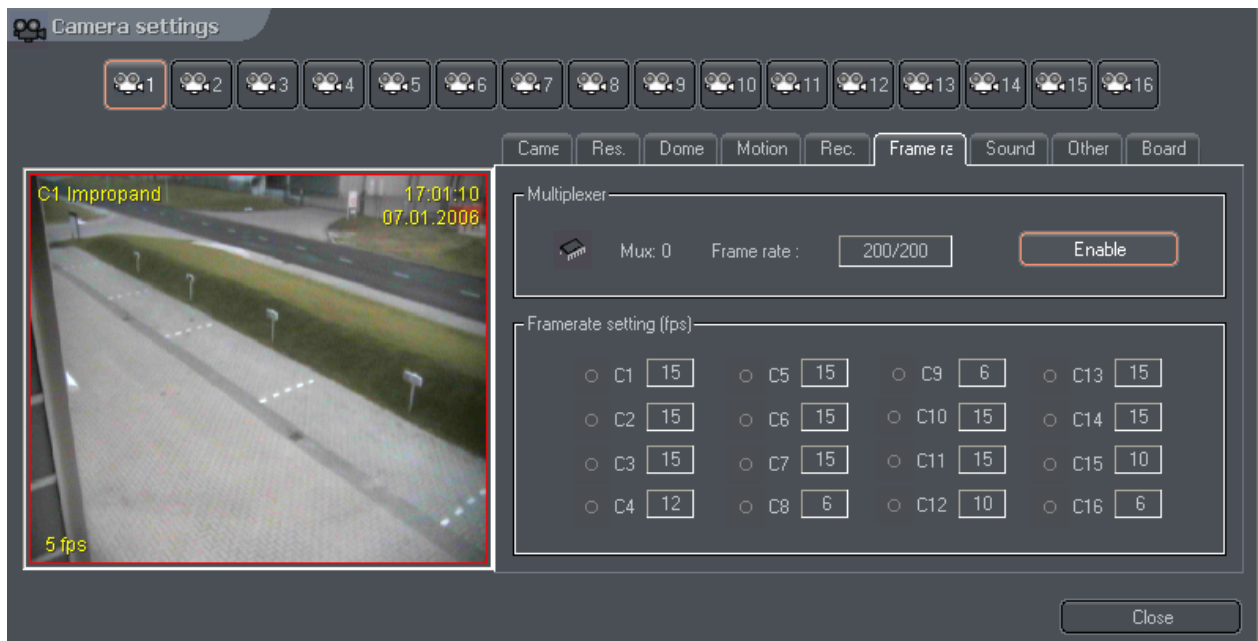 Camera settings
1 2 3 4 5 6 7 8 9 10 11 12 13 14 15 16
Came Res. Dome Motion Rec. Frame ra Sound Other Board
C1 Impropand 17:01:10
07.01.2006
5 fps
Multiplexer
Mux: 0 Frame rate : 200/200 Enable
Framerate setting (fps)
C1 15 C5 15 C9 6 C13 15
C2 15 C6 15 C10 15 C14 15
C3 15 C7 15 C11 15 C15 10
C4 12 C8 6 C12 10 C16 6
Close